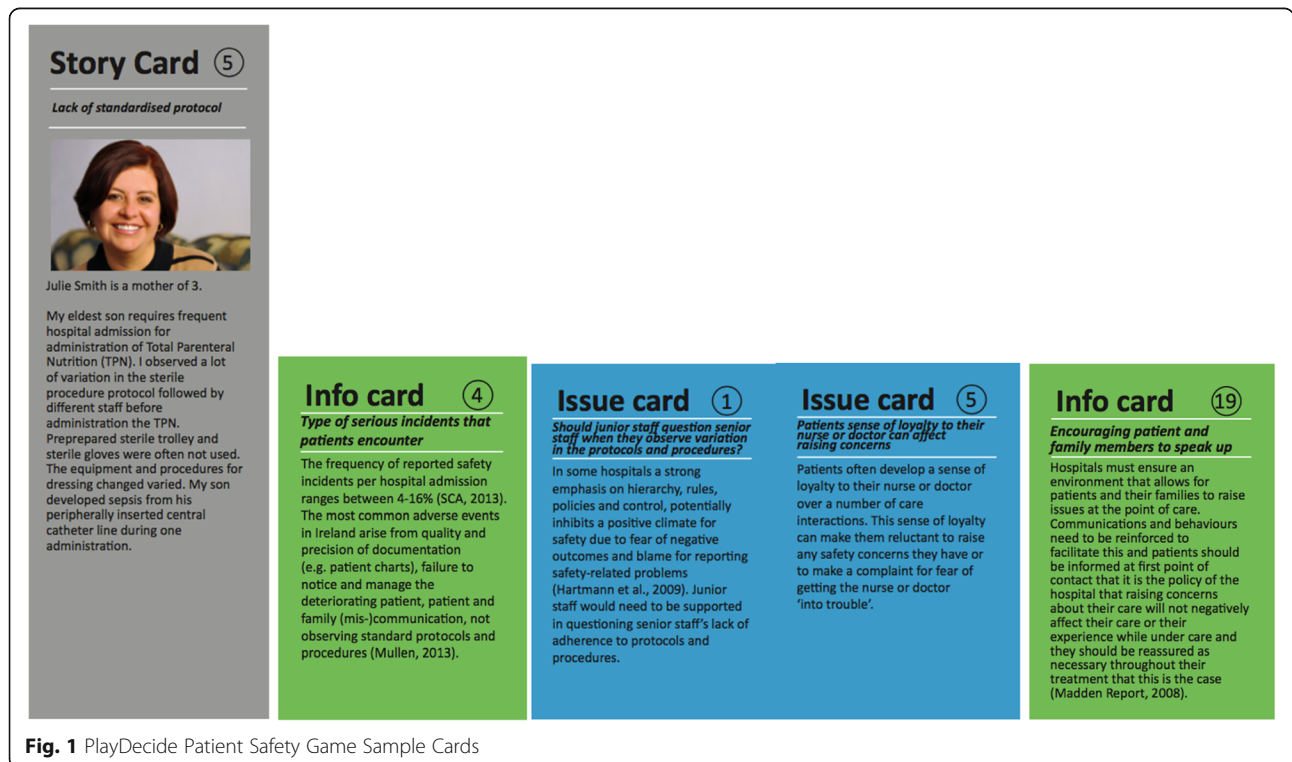 Story Card 5
Lack of standardised protocol
Julie Smith is a mother of 3.
My eldest son requires frequent
hospital admission for
administration of Total Parenteral
Nutrition (TPN). I observed a lot
of variation in the sterile
procedure protocol followed by
different staff before
administration the TPN.
Preprepared sterile trolley and
sterile gloves were often not used.
The equipment and procedures for
dressing changed varied. My son
developed sepsis from his
peripherally inserted central
catheter line during one
administration.
Info card 4
Type of serious incidents that
patients encounter
The frequency of reported safety
incidents per hospital admission
ranges between 4-16% (SCA, 2013).
The most common adverse events
in Ireland arise from quality and
precision of documentation
(e.g. patient charts), failure to
notice and manage the
deteriorating patient, patient and
family (mis-)communication, not
observing standard protocols and
procedures (Mullen, 2013).
Issue card 1
Should junior staff question senior
staff when they observe variation
in the protocols and procedures?
In some hospitals a strong
emphasis on hierarchy, rules,
policies and control, potentially
inhibits a positive climate for
safety due to fear of negative
outcomes and blame for reporting
safety-related problems
(Hartmann et al., 2009). Junior
staff would need to be supported
in questioning senior staff's lack of
adherence to protocols and
procedures.
Issue card 5
Patients sense of loyalty to their
nurse or doctor can affect
raising concerns
Patients often develop a sense of
loyalty to their nurse or doctor
over a number of care
interactions. This sense of loyalty
can make them reluctant to raise
any safety concerns they have or
to make a complaint for fear of
getting the nurse or doctor
'into trouble'.
Info card 19
Encouraging patient and
family members to speak up
Hospitals must ensure an
environment that allows for
patients and their families to raise
issues at the point of care.
Communications and behaviours
need to be reinforced to
facilitate this and patients should
be informed at first point of
contact that it is the policy of the
hospital that raising concerns
about their care will not negatively
affect their care or their
experience while under care and
they should be reassured as
necessary throughout their
treatment that this is the case
(Madden Report, 2008).
Fig. 1 PlayDecide Patient Safety Game Sample Cards